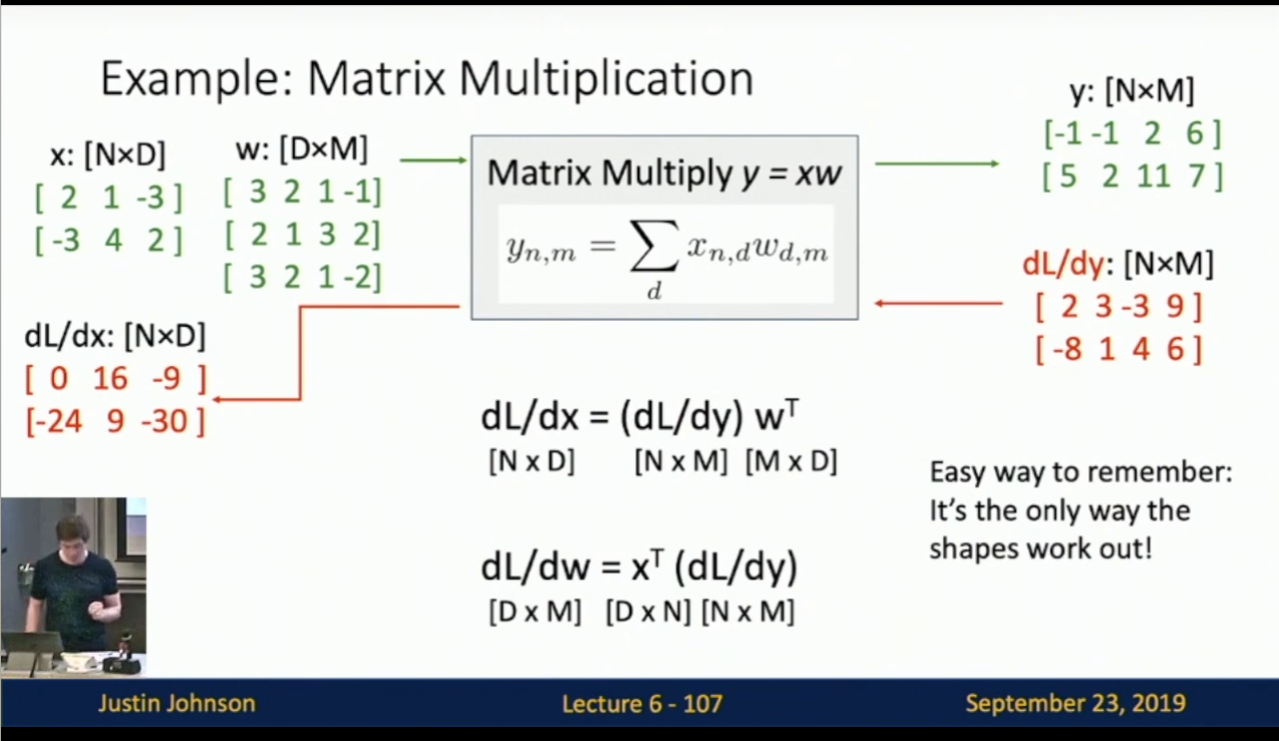 Example: Matrix Multiplication
x: [N×D]
[ 2 1 -3 ]
[ -3 4 2 ]
w: [D×M]
[ 3 2 1 -1]
[ 2 1 3 2]
[ 3 2 1 -2]
Matrix Multiply y = xw
y_{n,m} = ∑_d x_{n,d} w_{d,m}
y: [N×M]
[-1 -1 2 6 ]
[ 5 2 11 7 ]
dL/dy: [N×M]
[ 2 3 -3 9 ]
[ -8 1 4 6 ]
dL/dx: [N×D]
[ 0 16 -9 ]
[-24 9 -30 ]
dL/dx = (dL/dy) wᵀ
[N x D] [N x M] [M x D]
dL/dw = xᵀ (dL/dy)
[D x M] [D x N] [N x M]
Easy way to remember:
It's the only way the
shapes work out!
Justin Johnson
Lecture 6 - 107
September 23, 2019